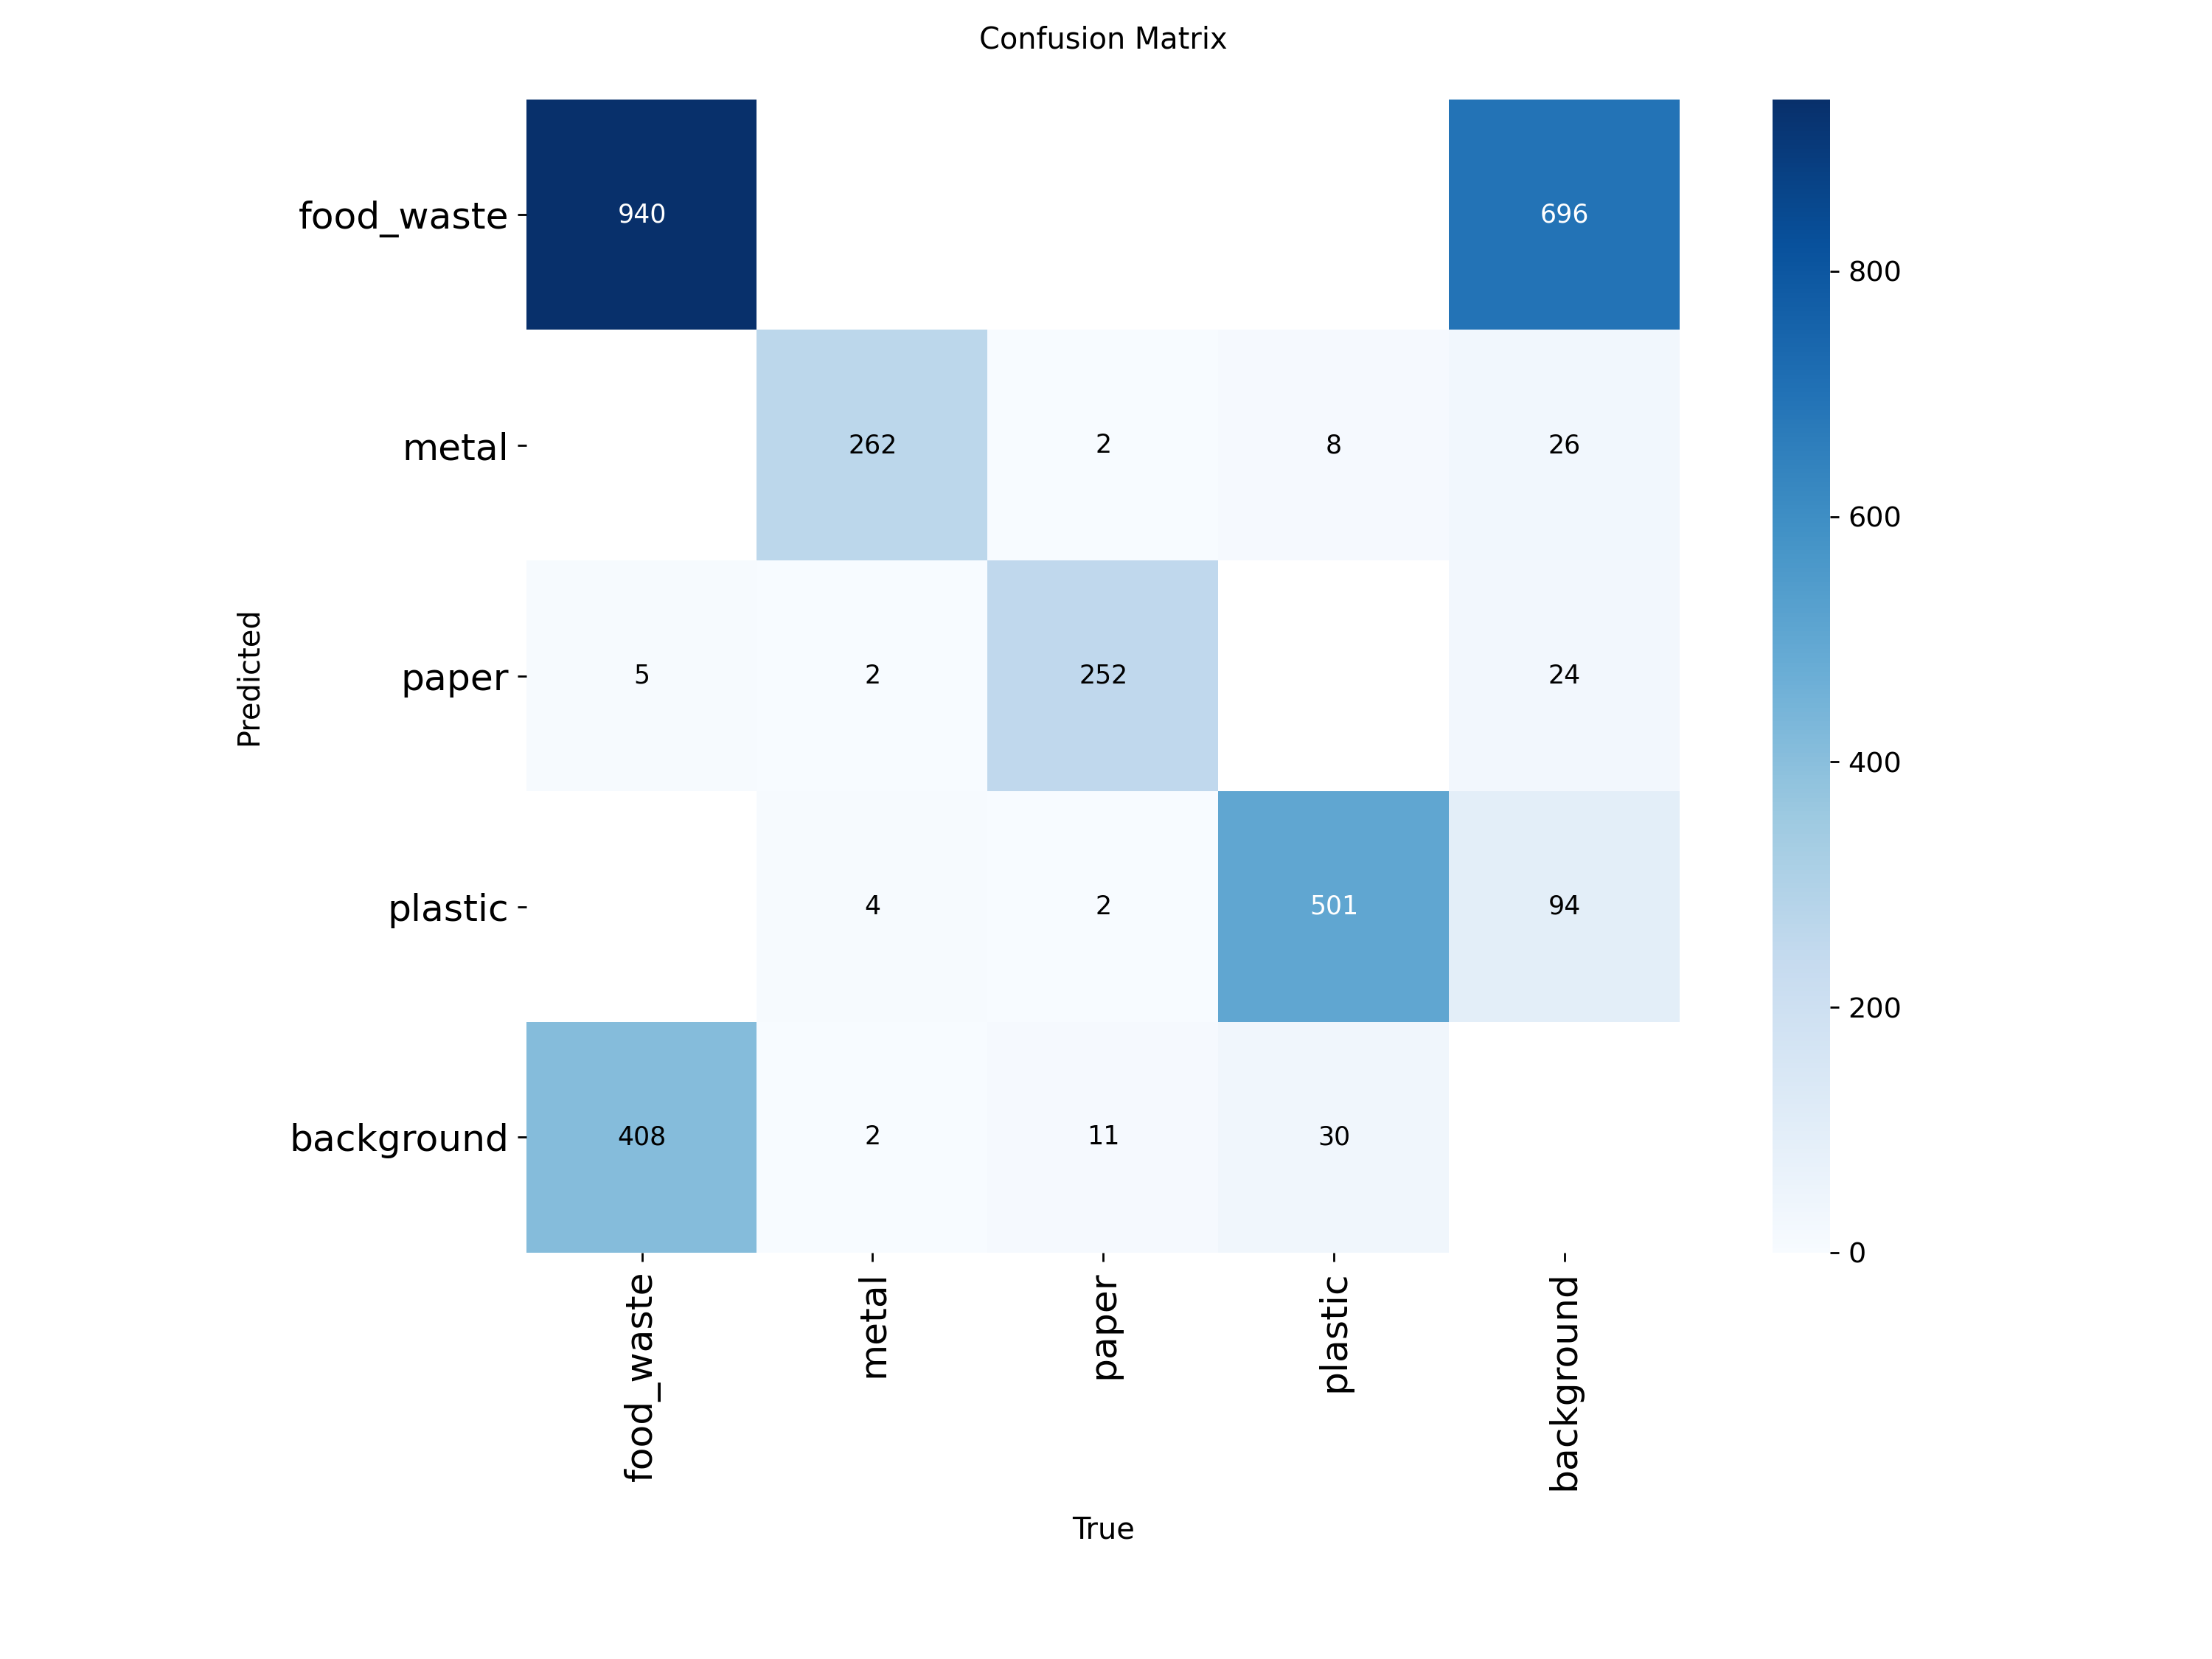 Confusion Matrix
food_waste
940
696
800
metal
262
2
8
26
600
Predicted
paper
5
2
252
24
400
plastic
4
2
501
94
200
background
408
2
11
30
0
food_waste
metal
paper
plastic
background
True